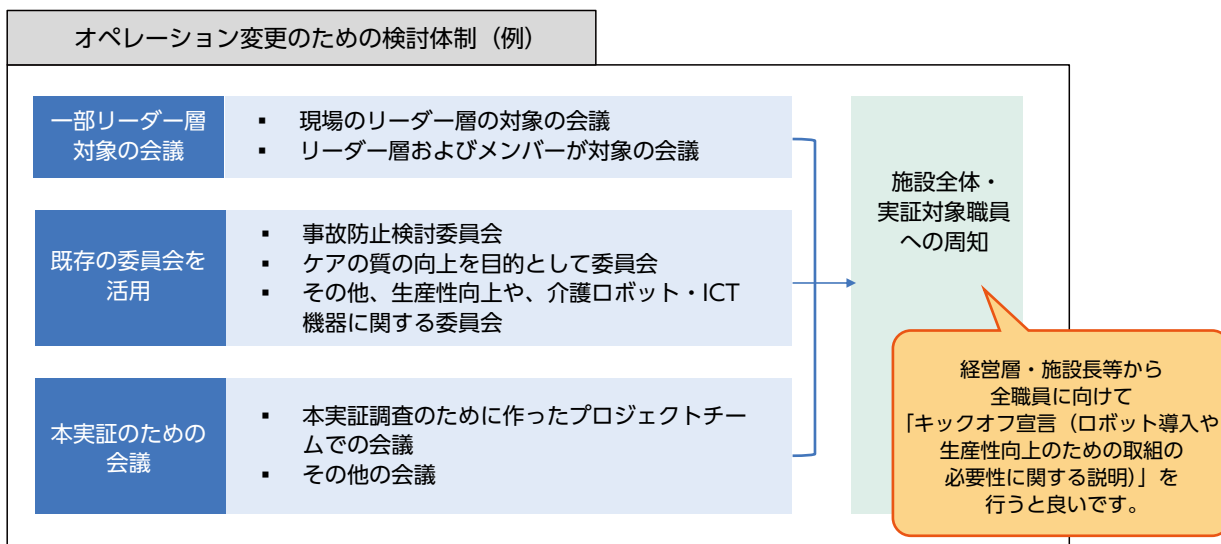 オペレーション変更のための検討体制（例）
一部リーダー層
対象の会議
▪ 現場のリーダー層の対象の会議
▪ リーダー層およびメンバーが対象の会議
既存の委員会を
活用
▪ 事故防止検討委員会
▪ ケアの質の向上を目的として委員会
▪ その他、生産性向上や、介護ロボット・ICT
機器に関する委員会
本実証のための
会議
▪ 本実証調査のために作ったプロジェクトチー
ムでの会議
▪ その他の会議
施設全体・
実証対象職員
への周知
経営層・施設長等から
全職員に向けて
「キックオフ宣言（ロボット導入や
生産性向上のための取組の
必要性に関する説明)」を
行うと良いです。